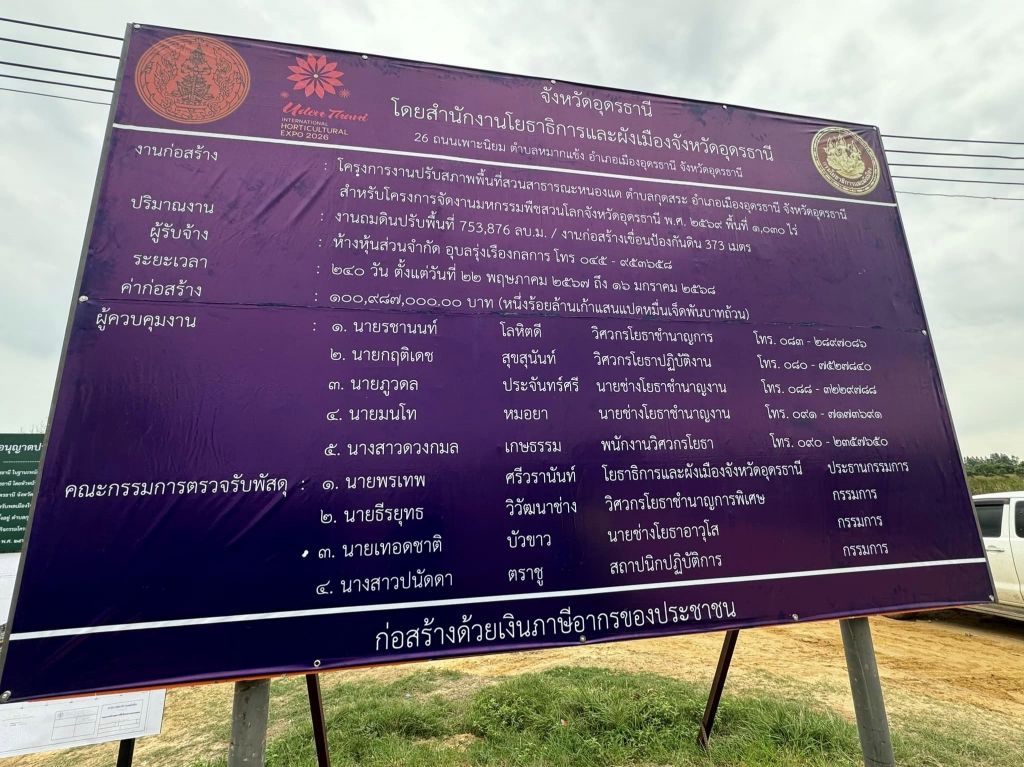 Udon Thani
INTERNATIONAL
HORTICULTURAL
EXPO 2026
จังหวัดอุดรธานี
โดยสำนักงานโยธาธิการและผังเมืองจังหวัดอุดรธานี
26 ถนนเพาะนิยม ตำบลหมากแข้ง อำเภอเมืองอุดรธานี จังหวัดอุดรธานี
งานก่อสร้าง : โครงการงานปรับสภาพพื้นที่สวนสาธารณะหนองแด ตำบลกุดสระ อำเภอเมืองอุดรธานี จังหวัดอุดรธานี
สำหรับโครงการจัดงานมหกรรมพืชสวนโลกจังหวัดอุดรธานี พ.ศ. ๒๕๖๙ พื้นที่ ๑,๐๓๐ ไร่
ปริมาณงาน : งานถมดินปรับพื้นที่ 753,876 ลบ.ม. / งานก่อสร้างเขื่อนป้องกันดิน 373 เมตร
ผู้รับจ้าง : ห้างหุ้นส่วนจำกัด อุบลรุ่งเรืองกลการ โทร ๐๔๕ - ๙๕๓๖๕๘
ระยะเวลา : ๒๔๐ วัน ตั้งแต่วันที่ ๒๒ พฤษภาคม ๒๕๖๗ ถึง ๑๖ มกราคม ๒๕๖๘
ค่าก่อสร้าง : ๑๐๐,๙๘๗,๐๐๐.๐๐ บาท (หนึ่งร้อยล้านเก้าแสนแปดหมื่นเจ็ดพันบาทถ้วน)
ผู้ควบคุมงาน : ๑. นายรชานนท์ โลหิตดี วิศวกรโยธาชำนาญการ โทร. ๐๘๓ - ๒๘๙๗๐๘๖
๒. นายกฤติเดช สุขสุนันท์ วิศวกรโยธาปฏิบัติงาน โทร. ๐๘๐ - ๗๕๒๗๘๔๐
๓. นายภูวดล ประจันทร์ศรี นายช่างโยธาชำนาญงาน โทร. ๐๘๘ - ๓๒๒๙๗๘๘
๔. นายมนโท หมอยา นายช่างโยธาชำนาญงาน โทร. ๐๙๑ - ๗๑๗๓๖๙๑
๕. นางสาวดวงกมล เกษธรรม พนักงานวิศวกรโยธา โทร. ๐๙๐ - ๒๓๕๗๖๕๐
คณะกรรมการตรวจรับพัสดุ : ๑. นายพรเทพ ศรีวรานันท์ โยธาธิการและผังเมืองจังหวัดอุดรธานี ประธานกรรมการ
๒. นายธีรยุทธ วิวัฒนาช่าง วิศวกรโยธาชำนาญการพิเศษ กรรมการ
๓. นายเทอดชาติ บัวขาว นายช่างโยธาอาวุโส กรรมการ
๔. นางสาวปนัดดา ตราชู สถาปนิกปฏิบัติการ กรรมการ
ก่อสร้างด้วยเงินภาษีอากรของประชาชน